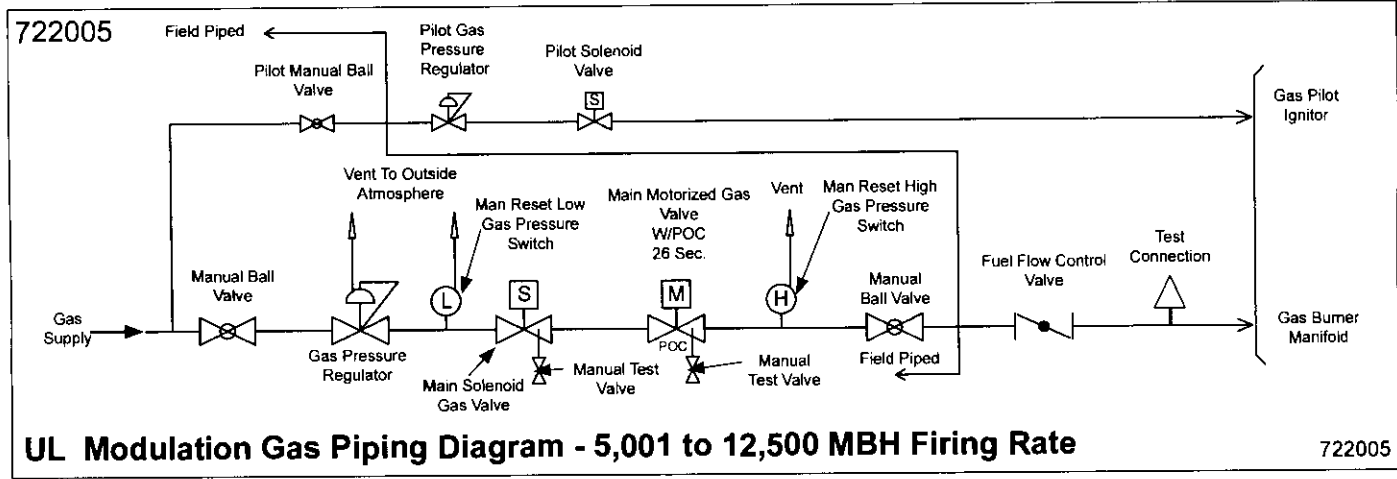 722005
Field Piped
Pilot Manual Ball
Valve
Pilot Gas
Pressure
Regulator
Pilot Solenoid
Valve
S
Gas Pilot
Ignitor
Vent To Outside
Atmosphere
Man Reset Low
Gas Pressure
Switch
Main Motorized Gas
Valve
W/POC
26 Sec.
Vent
Man Reset High
Gas Pressure
Switch
Manual Ball
Valve
Manual
Ball Valve
Fuel Flow Control
Valve
Test
Connection
L
S
M
H
Gas
Supply
Gas Pressure
Regulator
Main Solenoid
Gas Valve
Manual Test
Valve
POC
Manual
Test Valve
Field Piped
Gas Burner
Manifold
UL Modulation Gas Piping Diagram - 5,001 to 12,500 MBH Firing Rate
722005